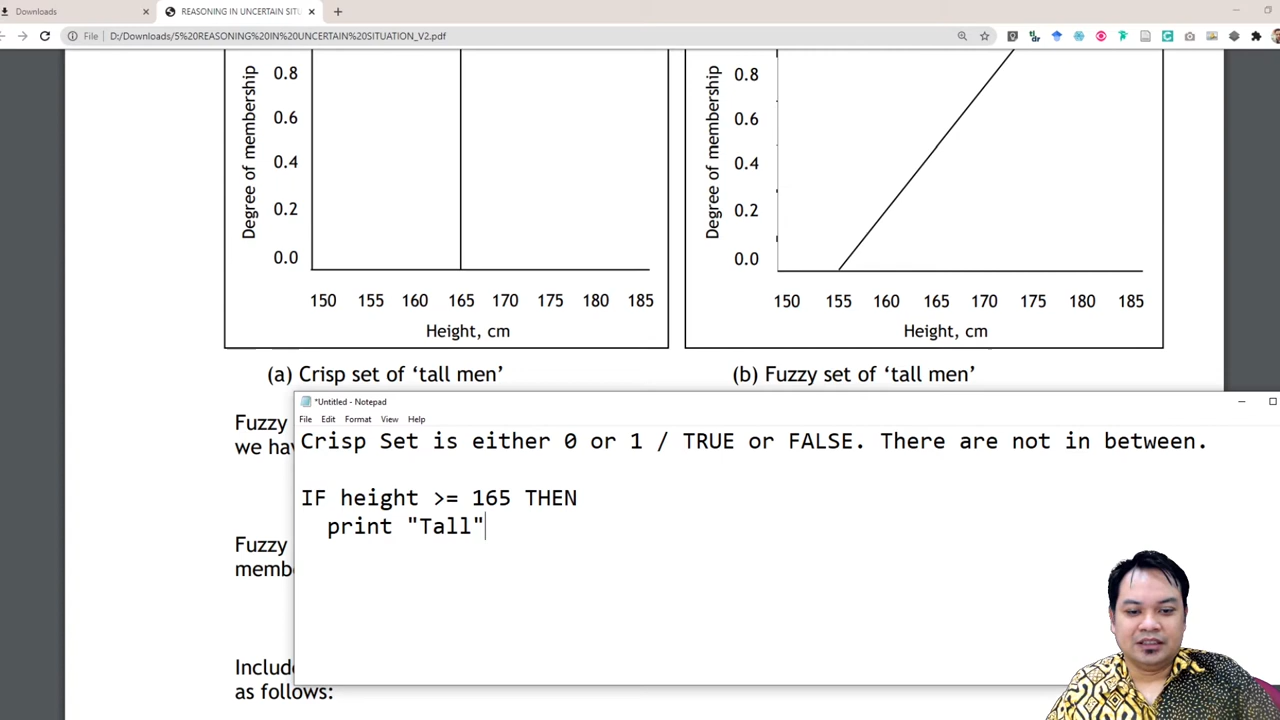 Downloads
REASONING IN UNCERTAIN SITU
File D:/Downloads/5%20REASONING%20IN%20UNCERTAIN%20SITUATION_V2.pdf
Degree of membership
0.8
0.6
0.4
0.2
0.0
150 155 160 165 170 175 180 185
Height, cm
Degree of membership
0.8
0.6
0.4
0.2
0.0
150 155 160 165 170 175 180 185
Height, cm
(a) Crisp set of ‘tall men’
(b) Fuzzy set of ‘tall men’
Fuzzy
we hav
Fuzzy
membe
Include
as follows:
*Untitled - Notepad
File Edit Format View Help
Crisp Set is either 0 or 1 / TRUE or FALSE. There are not in between.
IF height >= 165 THEN
print "Tall"